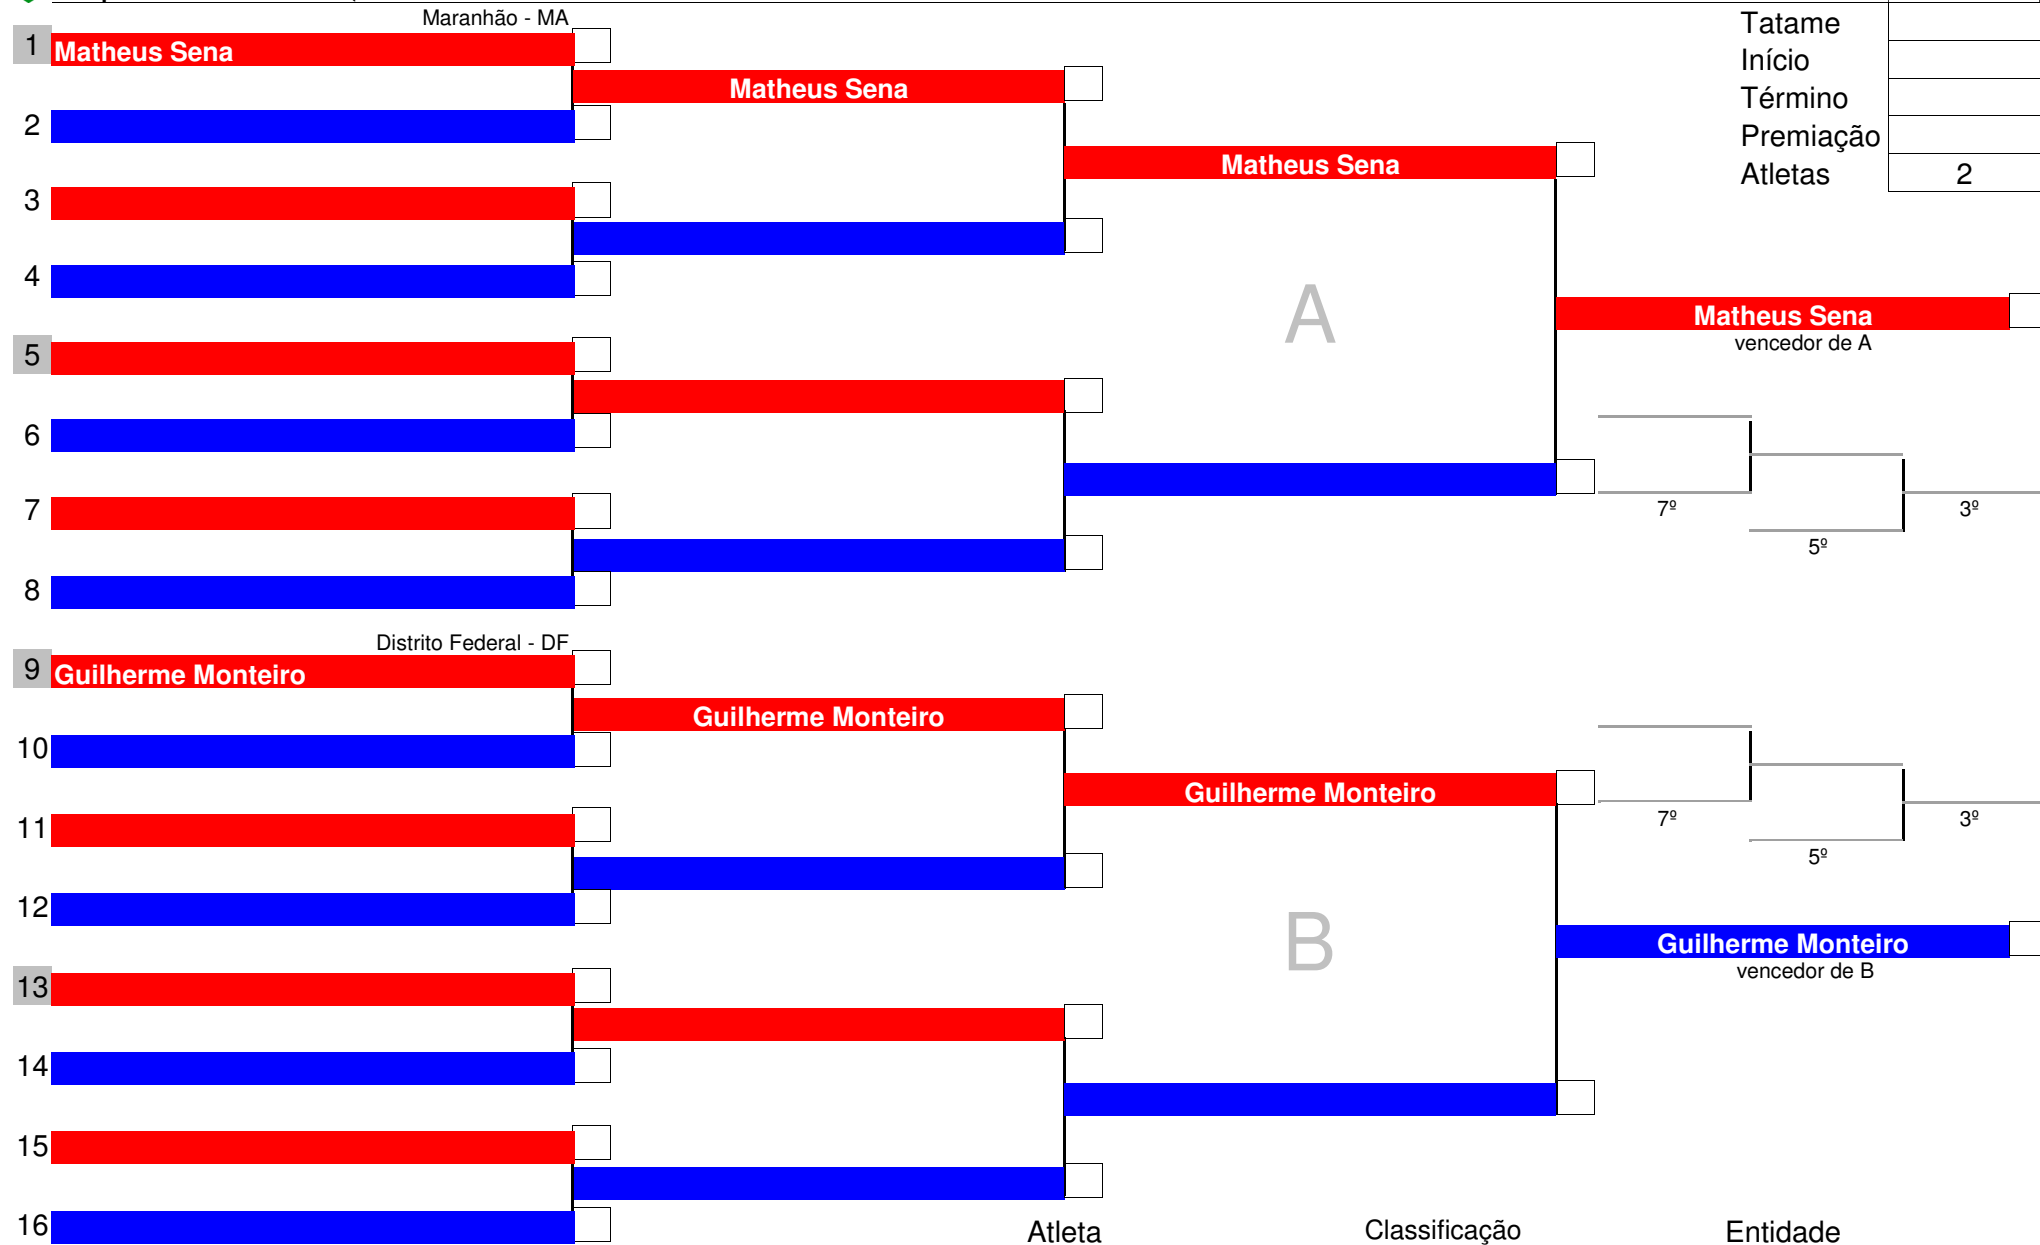 Maranhão - MA
Tatame
1 Matheus Sena
Início
Matheus Sena
Término
2
Premiação
Matheus Sena
Atletas 2
3
4
A
Matheus Sena
vencedor de A
5
6
7
7º 3º
5º
8
Distrito Federal - DF
9 Guilherme Monteiro
Guilherme Monteiro
10
Guilherme Monteiro
11
7º 3º
5º
12
B
Guilherme Monteiro
vencedor de B
13
14
15
16
Atleta Classificação Entidade